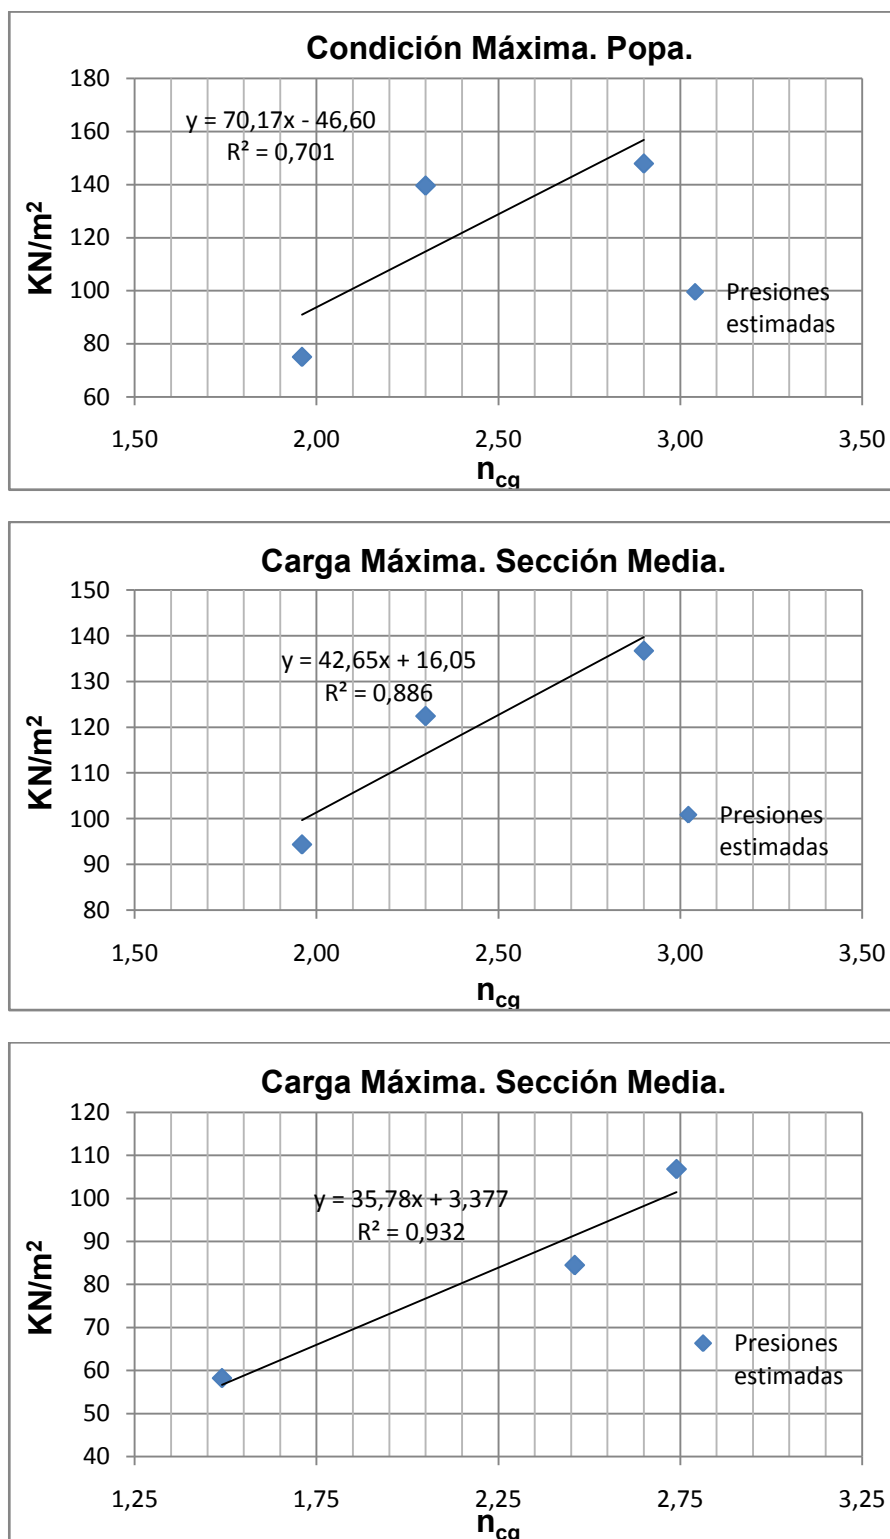 Condición Máxima. Popa.
180
y = 70,17x - 46,60
160
R² = 0,701
140
120
KN/m²
100
Presiones
estimadas
80
60
1,50 2,00 2,50 3,00 3,50
n_cg
Carga Máxima. Sección Media.
150
140
y = 42,65x + 16,05
130
R² = 0,886
120
KN/m²
110
100
Presiones
estimadas
90
80
1,50 2,00 2,50 3,00 3,50
n_cg
Carga Máxima. Sección Media.
120
110
100
y = 35,78x + 3,377
R² = 0,932
90
KN/m²
80
70
Presiones
estimadas
60
50
40
1,25 1,75 2,25 2,75 3,25
n_cg